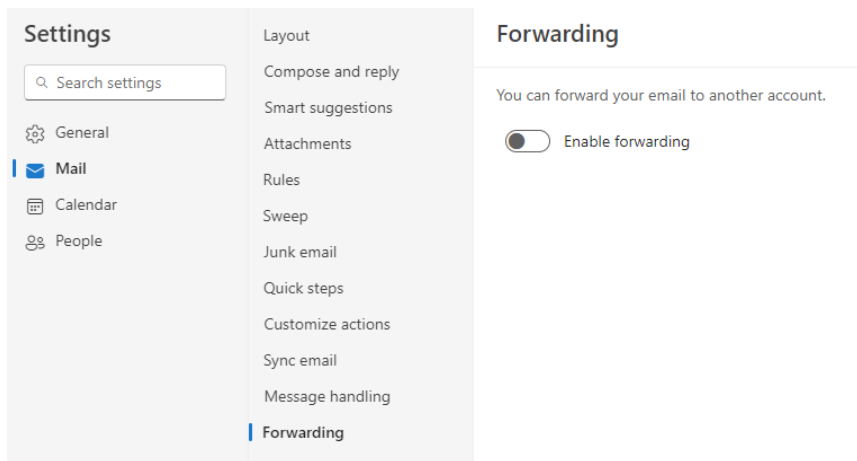 Settings
Search settings
General
Mail
Calendar
People
Layout
Compose and reply
Smart suggestions
Attachments
Rules
Sweep
Junk email
Quick steps
Customize actions
Sync email
Message handling
Forwarding
Forwarding
You can forward your email to another account.
Enable forwarding